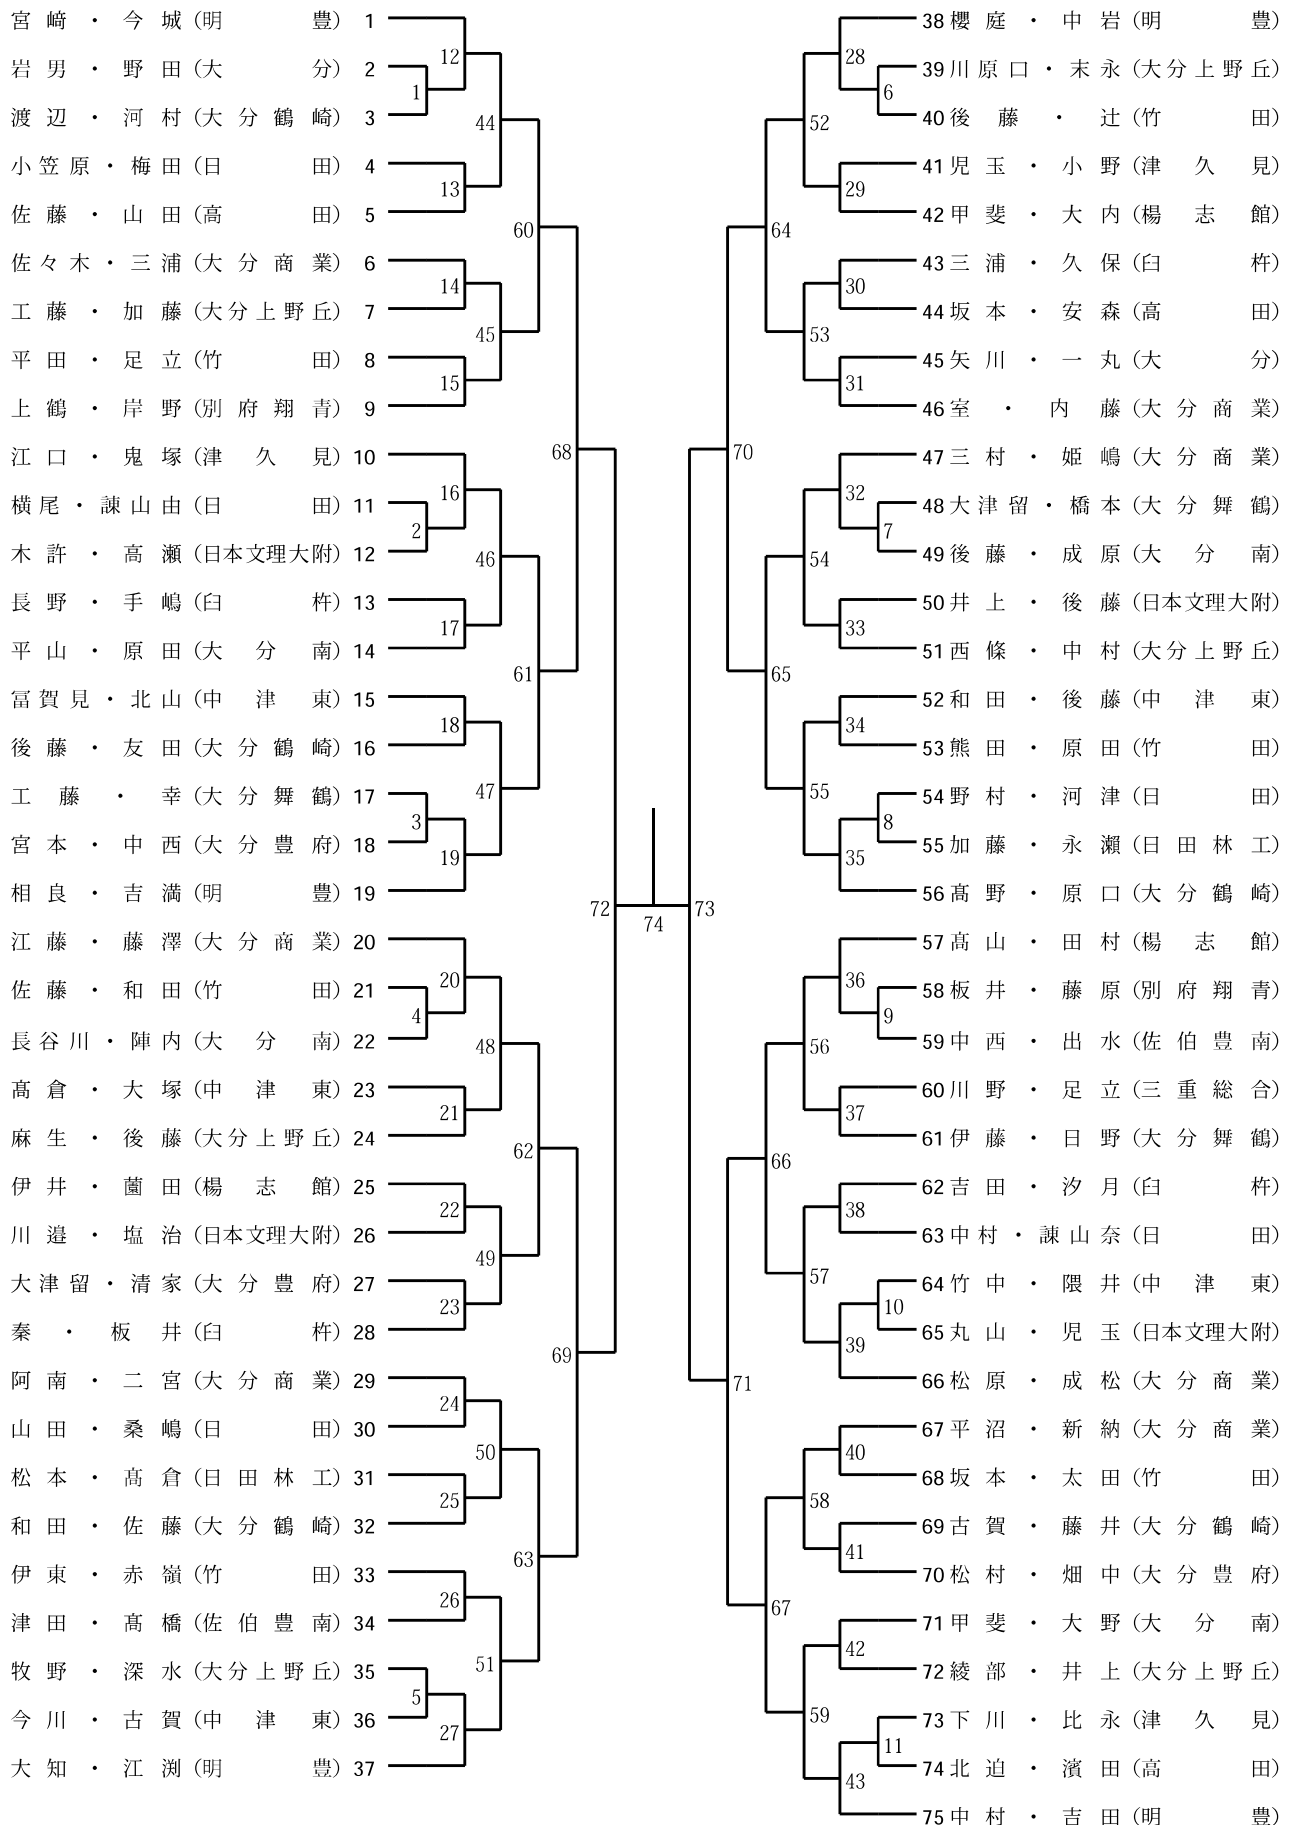 宮﨑・今城(明豊) 1
岩男・野田(大分) 2
渡辺・河村(大分鶴崎) 3
小笠原・梅田(日田) 4
佐藤・山田(高田) 5
佐々木・三浦(大分商業) 6
工藤・加藤(大分上野丘) 7
平田・足立(竹田) 8
上鶴・岸野(別府翔青) 9
江口・鬼塚(津久見) 10
横尾・諌山由(日田) 11
木許・高瀬(日本文理大附) 12
長野・手嶋(臼杵) 13
平山・原田(大分南) 14
冨賀見・北山(中津東) 15
後藤・友田(大分鶴崎) 16
工藤・幸(大分舞鶴) 17
宮本・中西(大分豊府) 18
相良・吉満(明豊) 19
江藤・藤澤(大分商業) 20
佐藤・和田(竹田) 21
長谷川・陣内(大分南) 22
髙倉・大塚(中津東) 23
麻生・後藤(大分上野丘) 24
伊井・薗田(楊志館) 25
川邉・塩治(日本文理大附) 26
大津留・清家(大分豊府) 27
秦・板井(臼杵) 28
阿南・二宮(大分商業) 29
山田・桑嶋(日田) 30
松本・髙倉(日田林工) 31
和田・佐藤(大分鶴崎) 32
伊東・赤嶺(竹田) 33
津田・髙橋(佐伯豊南) 34
牧野・深水(大分上野丘) 35
今川・古賀(中津東) 36
大知・江渕(明豊) 37
1
2
3
4
5
12
13
14
15
16
17
18
19
20
21
22
23
24
25
26
27
44
45
46
47
48
49
50
51
60
61
62
63
68
69
72
74
73
70
71
64
65
66
67
52
53
54
55
56
57
58
59
28
29
30
31
32
33
34
35
36
37
38
39
40
41
42
43
6
7
8
9
10
11
38 櫻庭・中岩(明豊)
39 川原口・末永(大分上野丘)
40 後藤・辻(竹田)
41 児玉・小野(津久見)
42 甲斐・大内(楊志館)
43 三浦・久保(臼杵)
44 坂本・安森(高田)
45 矢川・一丸(大分)
46 室・内藤(大分商業)
47 三村・姫嶋(大分商業)
48 大津留・橋本(大分舞鶴)
49 後藤・成原(大分南)
50 井上・後藤(日本文理大附)
51 西條・中村(大分上野丘)
52 和田・後藤(中津東)
53 熊田・原田(竹田)
54 野村・河津(日田)
55 加藤・永瀬(日田林工)
56 髙野・原口(大分鶴崎)
57 髙山・田村(楊志館)
58 板井・藤原(別府翔青)
59 中西・出水(佐伯豊南)
60 川野・足立(三重総合)
61 伊藤・日野(大分舞鶴)
62 吉田・汐月(臼杵)
63 中村・諌山奈(日田)
64 竹中・隈井(中津東)
65 丸山・児玉(日本文理大附)
66 松原・成松(大分商業)
67 平沼・新納(大分商業)
68 坂本・太田(竹田)
69 古賀・藤井(大分鶴崎)
70 松村・畑中(大分豊府)
71 甲斐・大野(大分南)
72 綾部・井上(大分上野丘)
73 下川・比永(津久見)
74 北迫・濱田(高田)
75 中村・吉田(明豊)